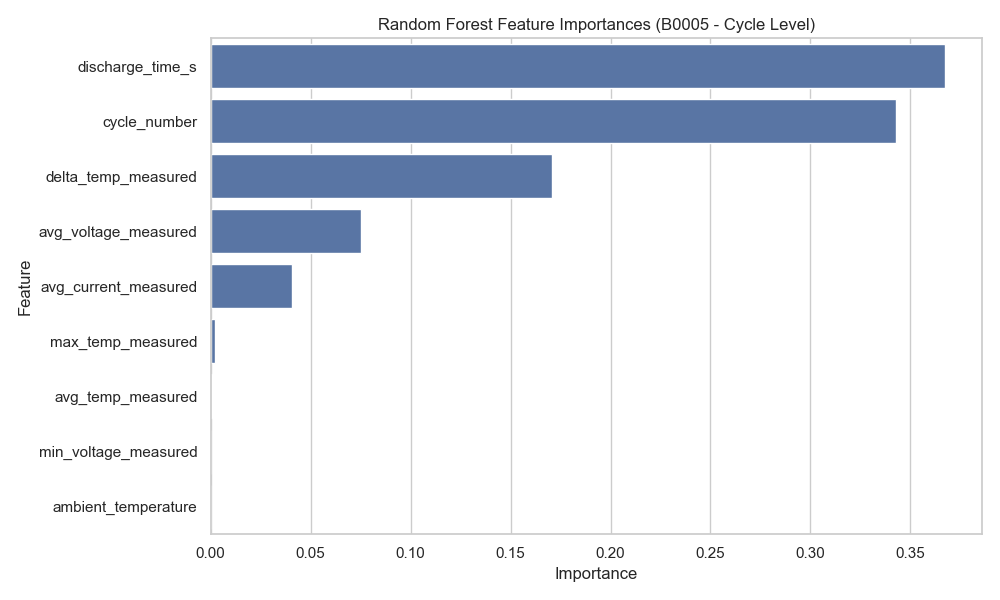 Random Forest Feature Importances (B0005 - Cycle Level)
discharge_time_s
cycle_number
delta_temp_measured
avg_voltage_measured
avg_current_measured
max_temp_measured
avg_temp_measured
min_voltage_measured
ambient_temperature
Feature
0.00 0.05 0.10 0.15 0.20 0.25 0.30 0.35
Importance